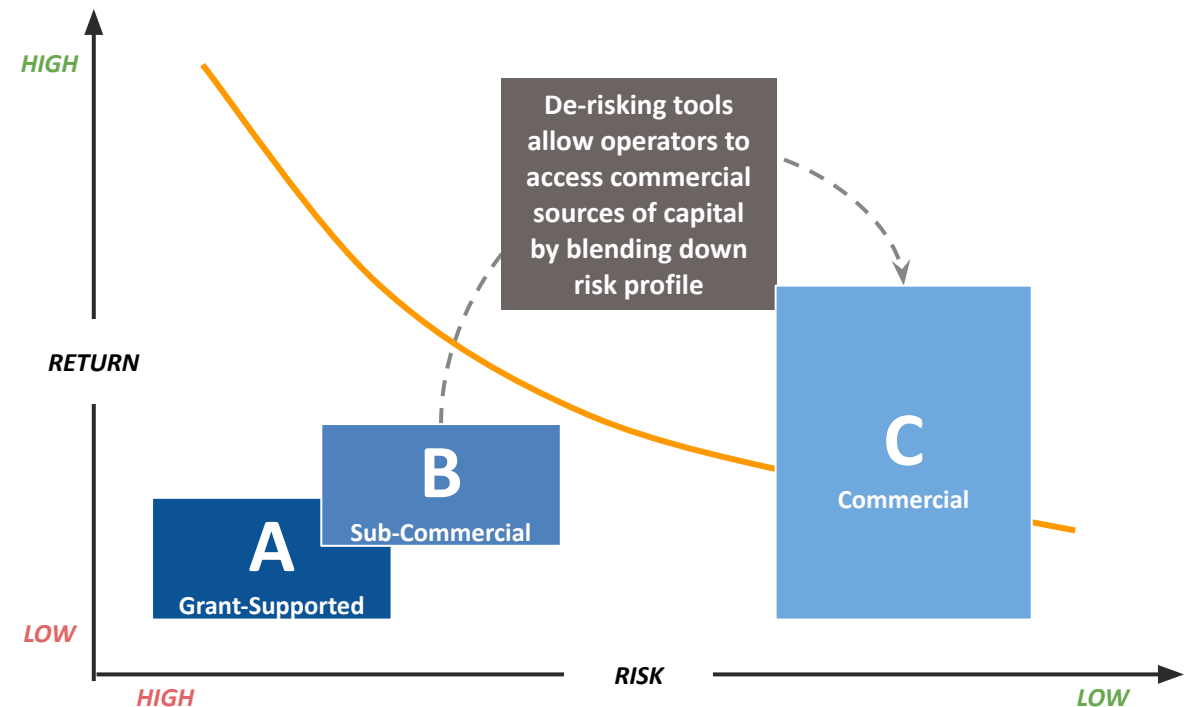 HIGH
De-risking tools
allow operators to
access commercial
sources of capital
by blending down
risk profile
RETURN
B
Sub-Commercial
C
Commercial
A
Grant-Supported
LOW
RISK
HIGH
LOW